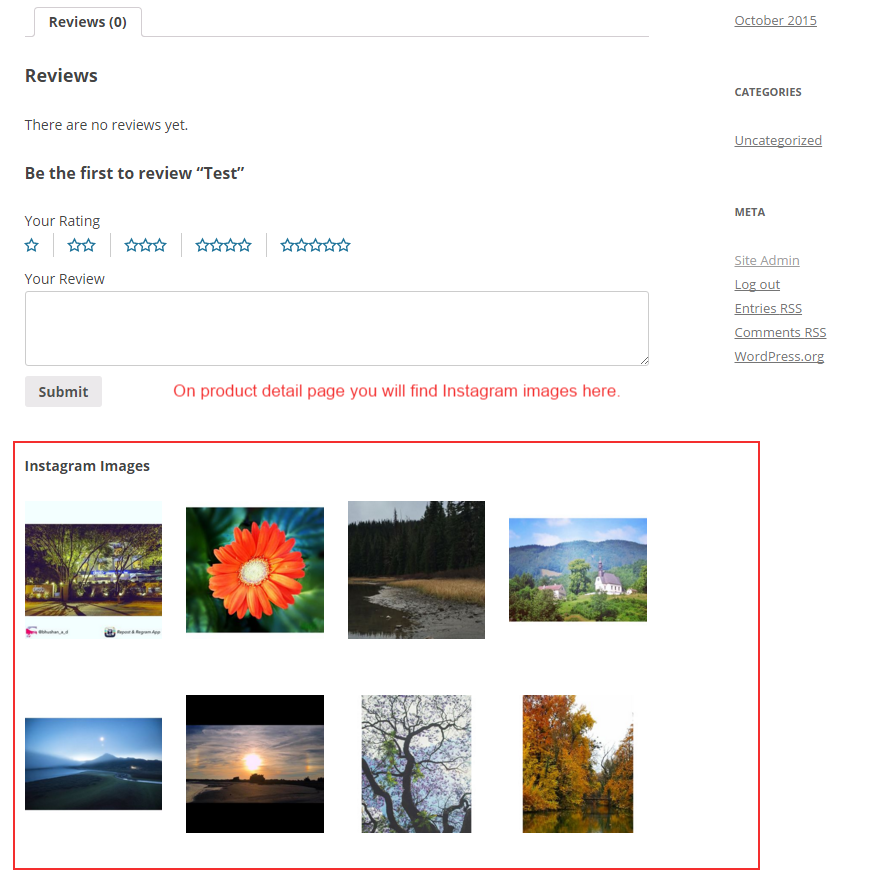 Reviews (0)
Reviews
There are no reviews yet.
Be the first to review “Test”
Your Rating
Your Review
Submit
On product detail page you will find Instagram images here.
Instagram Images
Repost & Regram App
October 2015
CATEGORIES
Uncategorized
META
Site Admin
Log out
Entries RSS
Comments RSS
WordPress.org